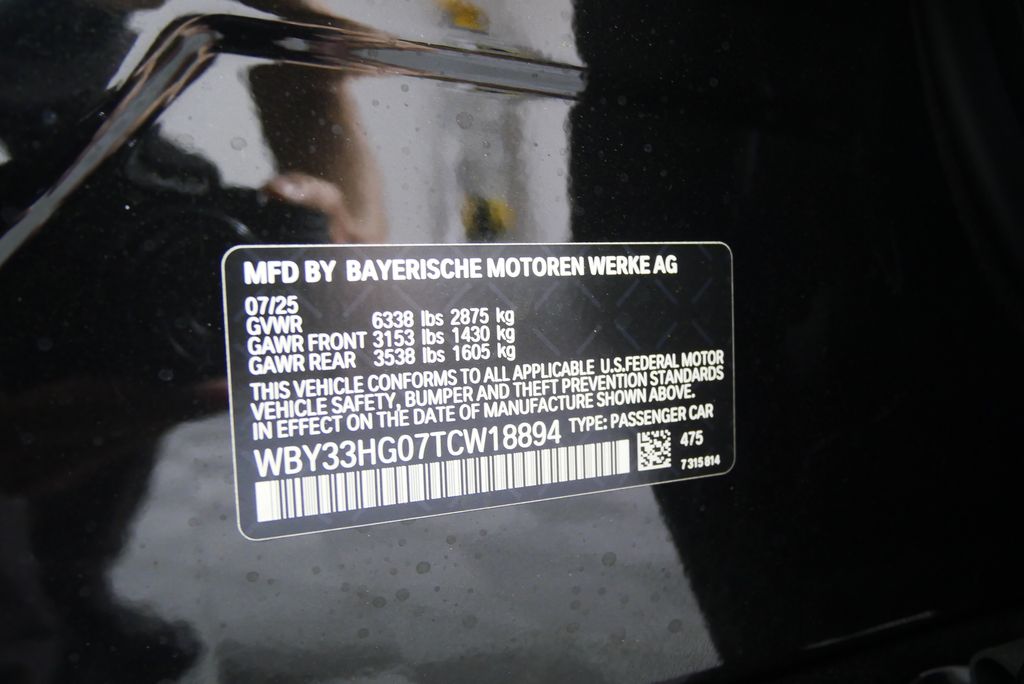 MFD BY BAYERISCHE MOTOREN WERKE AG
07/25
GVWR 6338 lbs 2875 kg
GAWR FRONT 3153 lbs 1430 kg
GAWR REAR 3538 lbs 1605 kg
THIS VEHICLE CONFORMS TO ALL APPLICABLE U.S.FEDERAL MOTOR
VEHICLE SAFETY, BUMPER AND THEFT PREVENTION STANDARDS
IN EFFECT ON THE DATE OF MANUFACTURE SHOWN ABOVE.
WBY33HG07TCW18894 TYPE: PASSENGER CAR
475
7315814